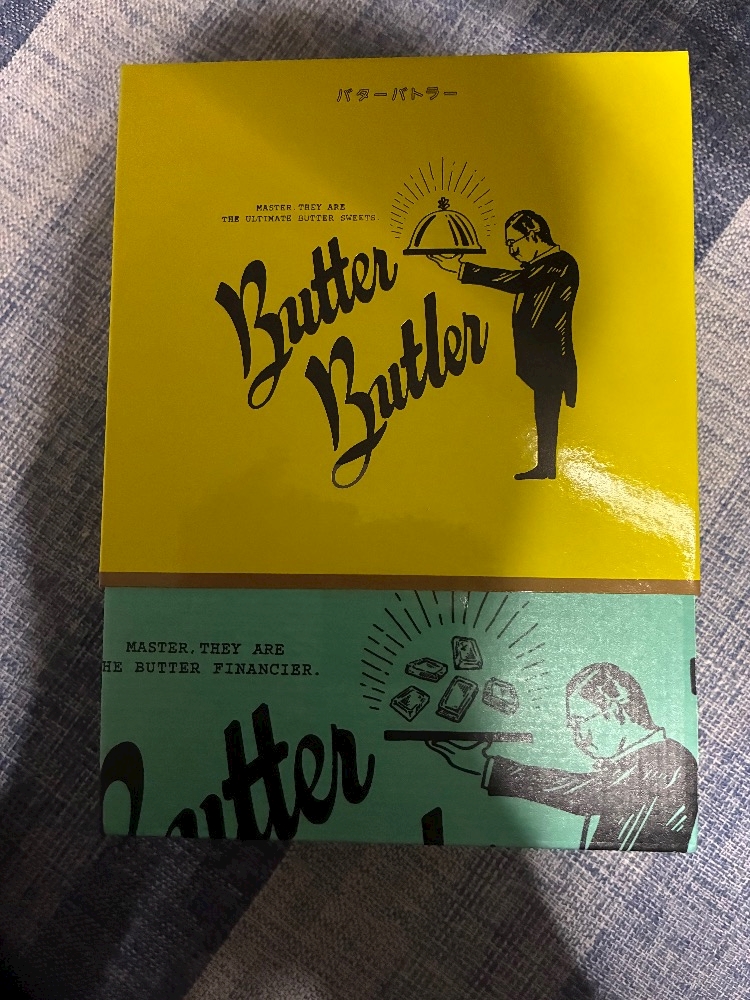 バターバトラー
MASTER, THEY ARE
THE ULTIMATE BUTTER SWEETS.
Butter
Butler
MASTER, THEY ARE
HE BUTTER FINANCIER.
Butter